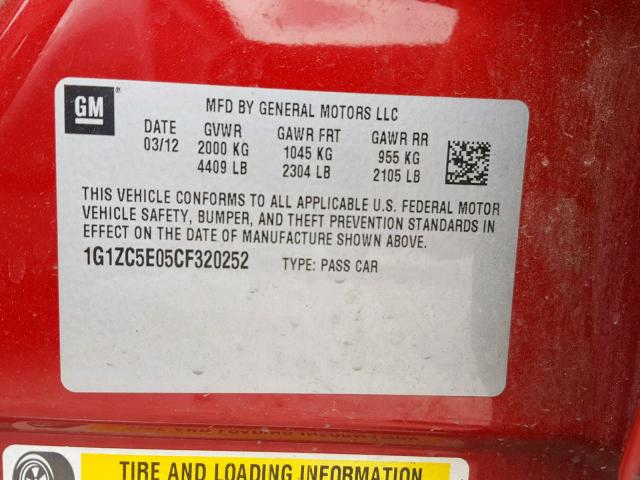 GM
MFD BY GENERAL MOTORS LLC
DATE GVWR GAWR FRT GAWR RR
03/12 2000 KG 1045 KG 955 KG
4409 LB 2304 LB 2105 LB
THIS VEHICLE CONFORMS TO ALL APPLICABLE U.S. FEDERAL MOTOR
VEHICLE SAFETY, BUMPER, AND THEFT PREVENTION STANDARDS IN
EFFECT ON THE DATE OF MANUFACTURE SHOWN ABOVE.
1G1ZC5E05CF320252 TYPE: PASS CAR
TIRE AND LOADING INFORMATION